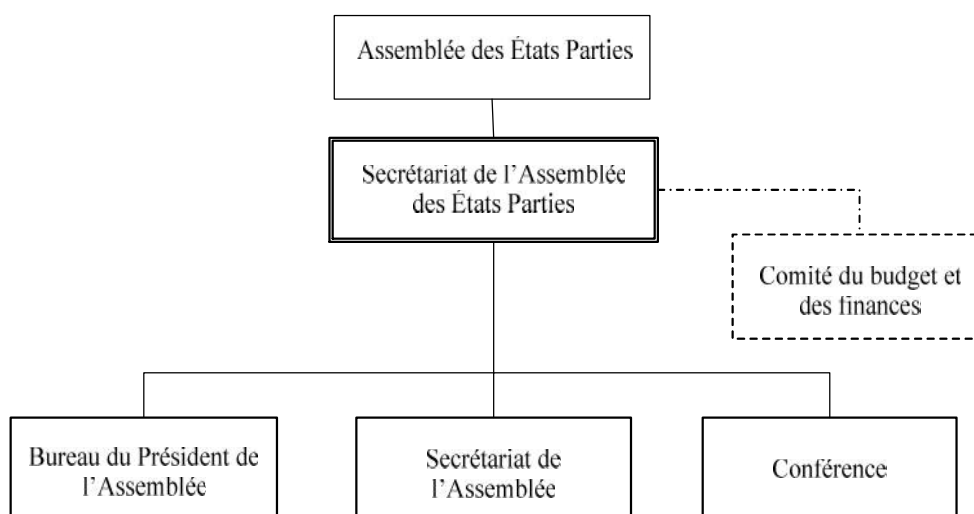 Assemblée des États Parties
Secrétariat de l’Assemblée
des États Parties
Comité du budget et
des finances
Bureau du Président de
l’Assemblée
Secrétariat de
l’Assemblée
Conférence